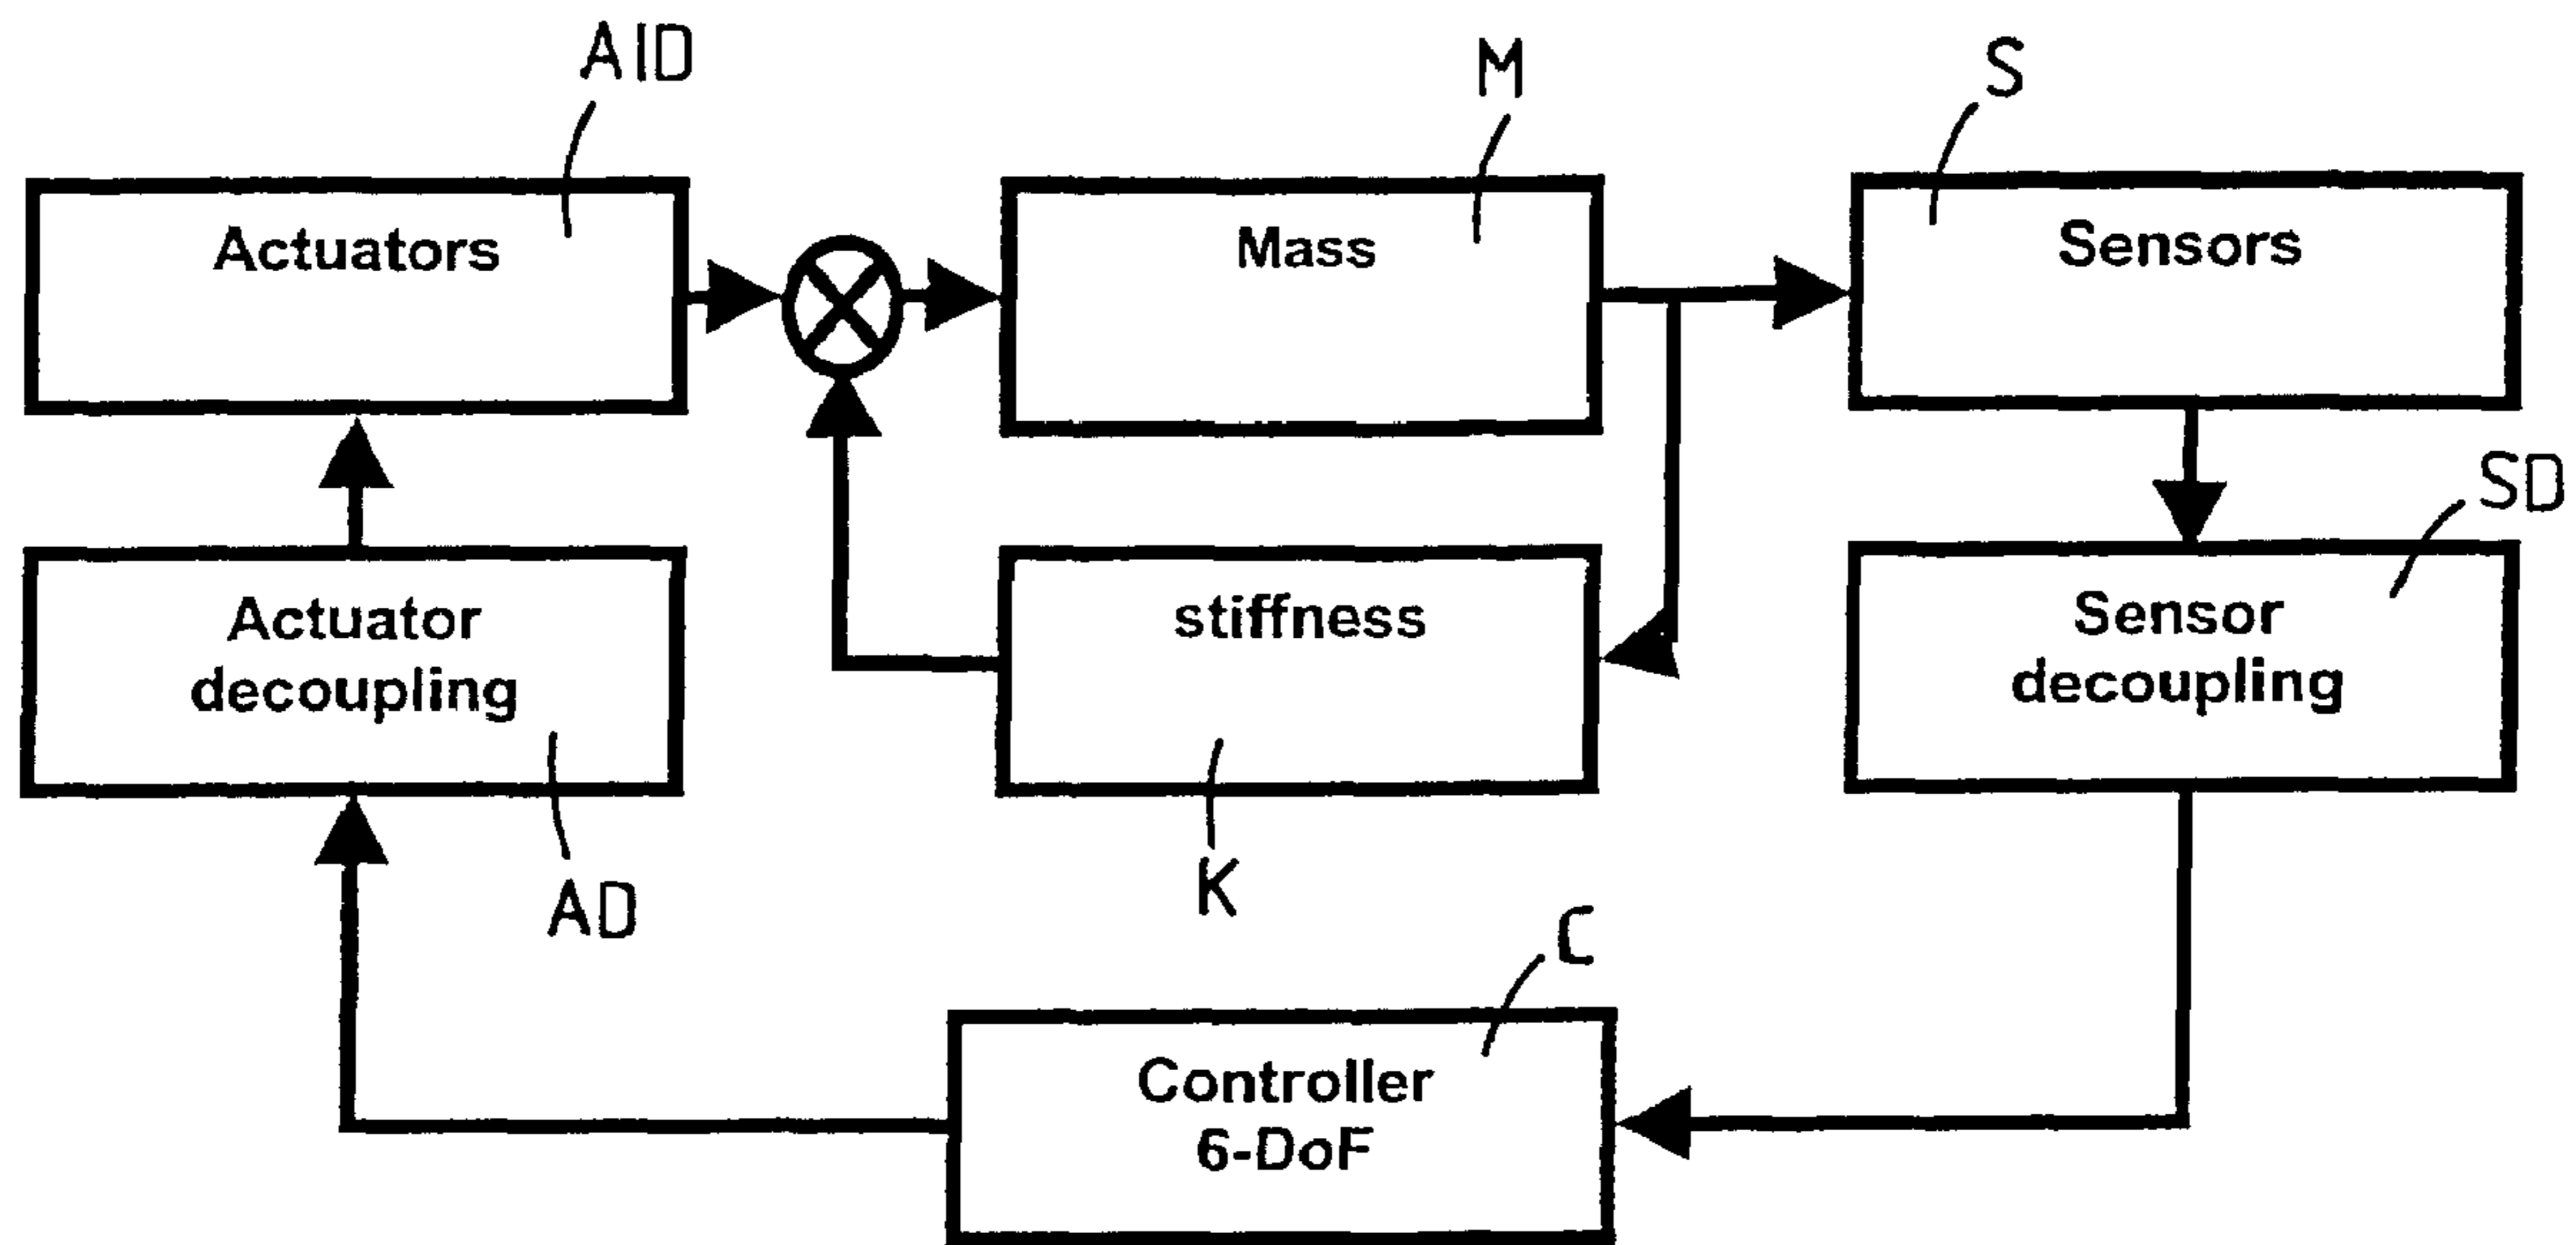 AID
M
S
Actuators
Mass
Sensors
SD
Actuator
decoupling
stiffness
Sensor
decoupling
AD
K
C
Controller
6-DoF